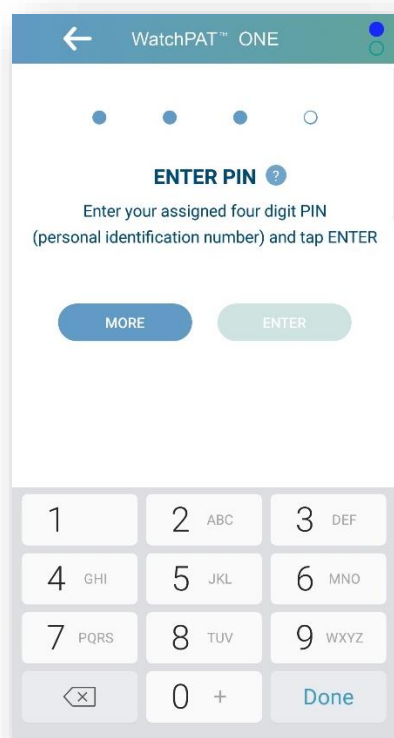 WatchPAT™ ONE
ENTER PIN ?
Enter your assigned four digit PIN
(personal identification number) and tap ENTER
MORE ENTER
1 2 ABC 3 DEF
4 GHI 5 JKL 6 MNO
7 PQRS 8 TUV 9 WXYZ
0 + Done